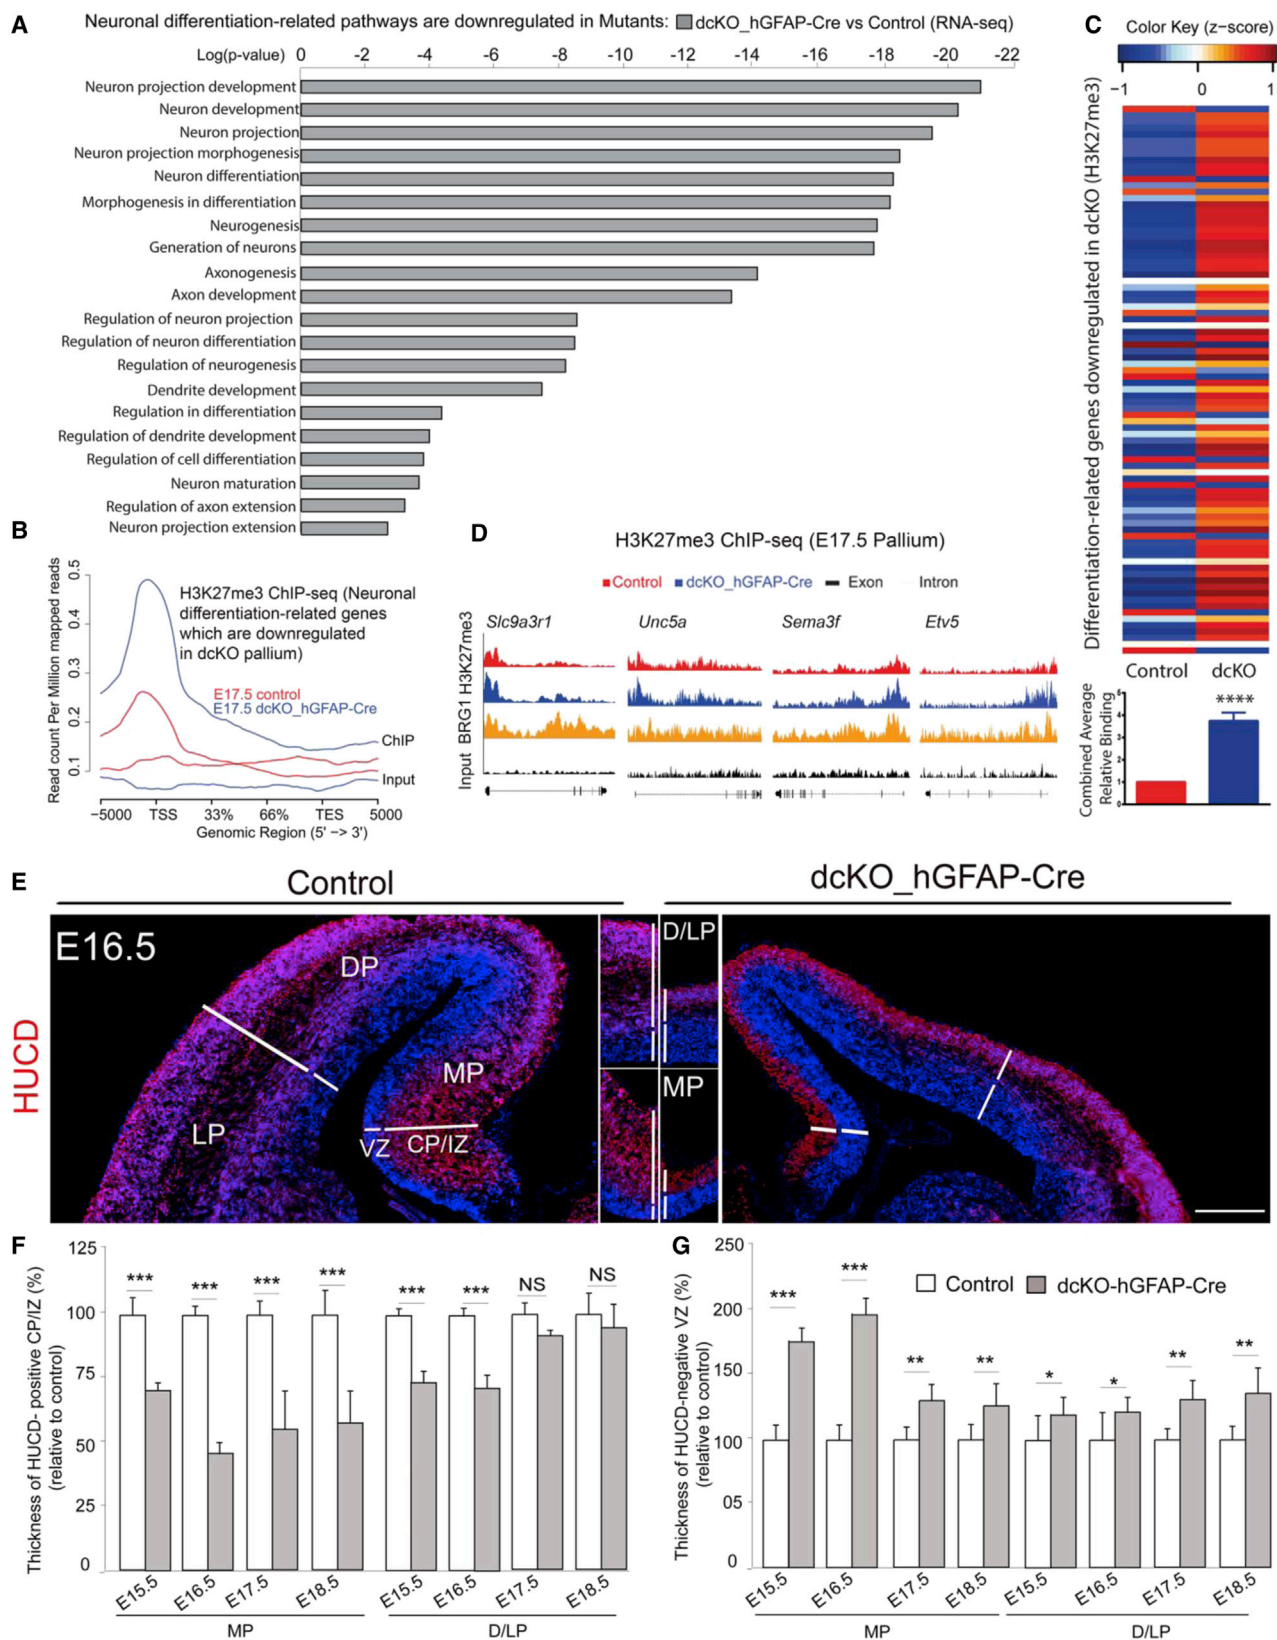 A
Neuronal differentiation-related pathways are downregulated in Mutants: dcKO_hGFAP-Cre vs Control (RNA-seq)
Log(p-value) 0 -2 -4 -6 -8 -10 -12 -14 -16 -18 -20 -22
Neuron projection development
Neuron development
Neuron projection
Neuron projection morphogenesis
Neuron differentiation
Morphogenesis in differentiation
Neurogenesis
Generation of neurons
Axonogenesis
Axon development
Regulation of neuron projection
Regulation of neuron differentiation
Regulation of neurogenesis
Dendrite development
Regulation in differentiation
Regulation of dendrite development
Regulation of cell differentiation
Neuron maturation
Regulation of axon extension
Neuron projection extension
B
Read count Per Million mapped reads
0.5
0.4
0.3
0.2
0.1
H3K27me3 ChIP-seq (Neuronal
differentiation-related genes
which are downregulated
in dcKO pallium)
E17.5 control
E17.5 dcKO_hGFAP-Cre
ChIP
Input
−5000 TSS 33% 66% TES 5000
Genomic Region (5' −> 3')
C
Color Key (z−score)
−1 0 1
Differentiation-related genes downregulated in dcKO (H3K27me3)
Control dcKO
Combined Average
Relative Binding
5
4
3
2
1
0
****
D
H3K27me3 ChIP-seq (E17.5 Pallium)
Control dcKO_hGFAP-Cre Exon Intron
Slc9a3r1 Unc5a Sema3f Etv5
Input BRG1 H3K27me3
E
Control dcKO_hGFAP-Cre
E16.5
HUCD
DP
MP
LP
VZ CP/IZ
D/LP
MP
F
Thickness of HUCD- positive CP/IZ (%)
(relative to control)
125
100
75
50
25
0
*** *** *** *** *** *** NS NS
E15.5 E16.5 E17.5 E18.5 E15.5 E16.5 E17.5 E18.5
MP D/LP
G
Thickness of HUCD-negative VZ (%)
(relative to control)
250
200
150
100
05
0
Control dcKO-hGFAP-Cre
*** *** ** ** * * ** **
E15.5 E16.5 E17.5 E18.5 E15.5 E16.5 E17.5 E18.5
MP D/LP